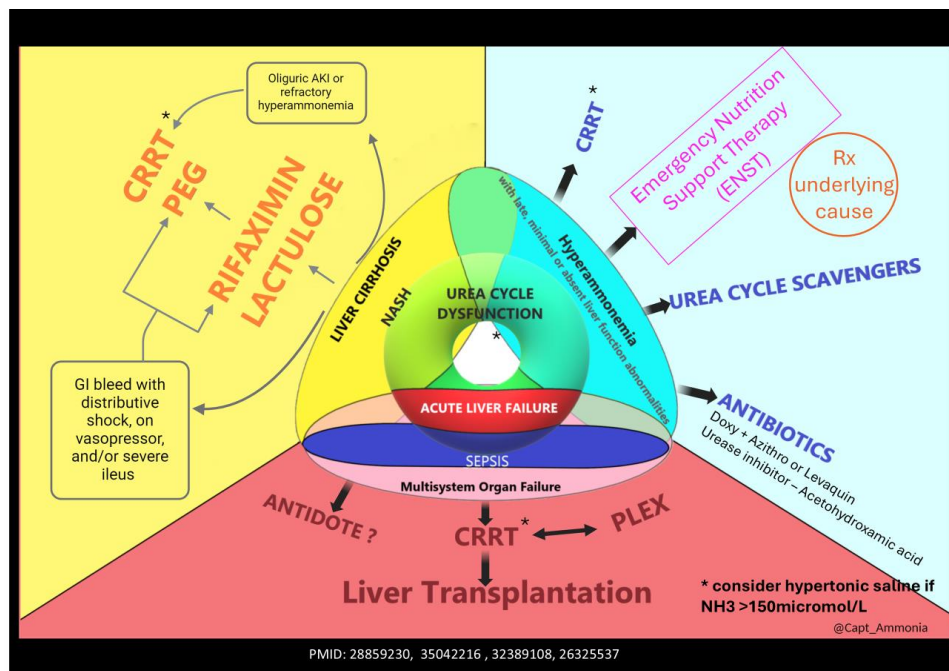 Oliguric AKI or
refractory
hyperammonemia
CRRT *
PEG
RIFAXIMIN
LACTULOSE
GI bleed with
distributive
shock, on
vasopressor,
and/or severe
ileus
LIVER CIRRHOSIS
NASH
UREA CYCLE
DYSFUNCTION
*
Hyperammonemia
with late, minimal or absent liver function abnormalities
ACUTE LIVER FAILURE
SEPSIS
Multisystem Organ Failure
CRRT *
Emergency Nutrition
Support Therapy
(ENST)
Rx
underlying
cause
UREA CYCLE SCAVENGERS
ANTIBIOTICS
Doxy + Azithro or Levaquin
Urease inhibitor – Acetohydroxamic acid
ANTIDOTE ?
CRRT *
PLEX
Liver Transplantation
* consider hypertonic saline if
NH3 >150micromol/L
@Capt_Ammonia
PMID: 28859230, 35042216 , 32389108, 26325537